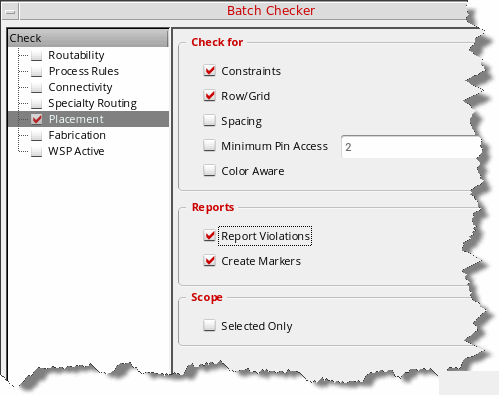 Batch Checker
Check
Routability
Process Rules
Connectivity
Specialty Routing
Placement
Fabrication
WSP Active
Check for
Constraints
Row/Grid
Spacing
Minimum Pin Access 2
Color Aware
Reports
Report Violations
Create Markers
Scope
Selected Only